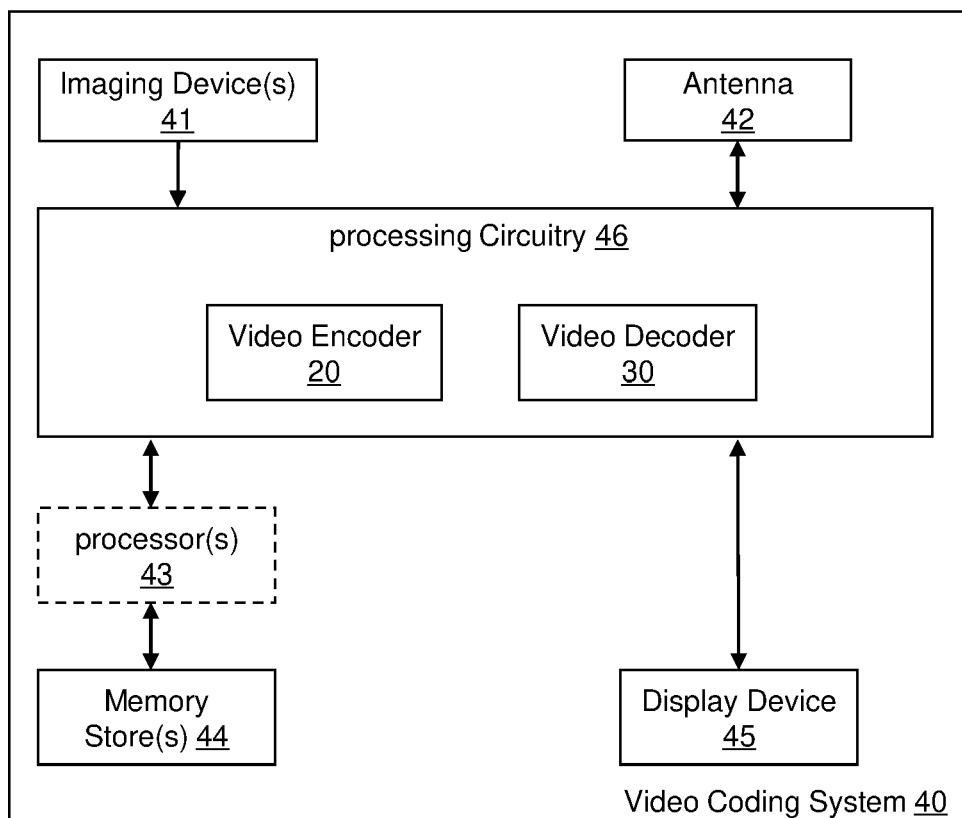 Imaging Device(s)
41
Antenna
42
processing Circuitry 46
Video Encoder
20
Video Decoder
30
processor(s)
43
Memory
Store(s) 44
Display Device
45
Video Coding System 40